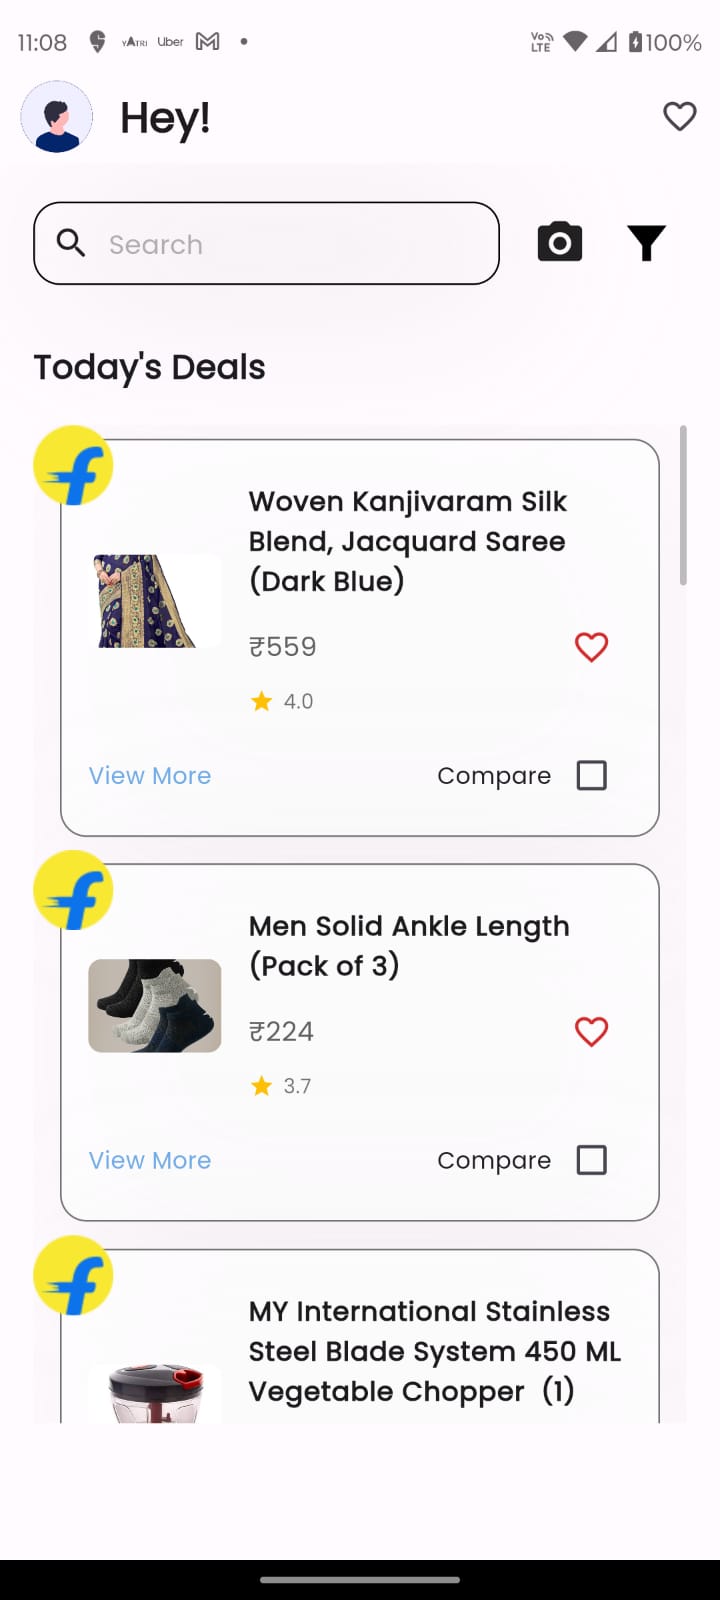 11:08 YATRI Uber VoLTE 100%
Hey!
Search
Today's Deals
Woven Kanjivaram Silk
Blend, Jacquard Saree
(Dark Blue)
₹559
4.0
View More Compare
Men Solid Ankle Length
(Pack of 3)
₹224
3.7
View More Compare
MY International Stainless
Steel Blade System 450 ML
Vegetable Chopper (1)